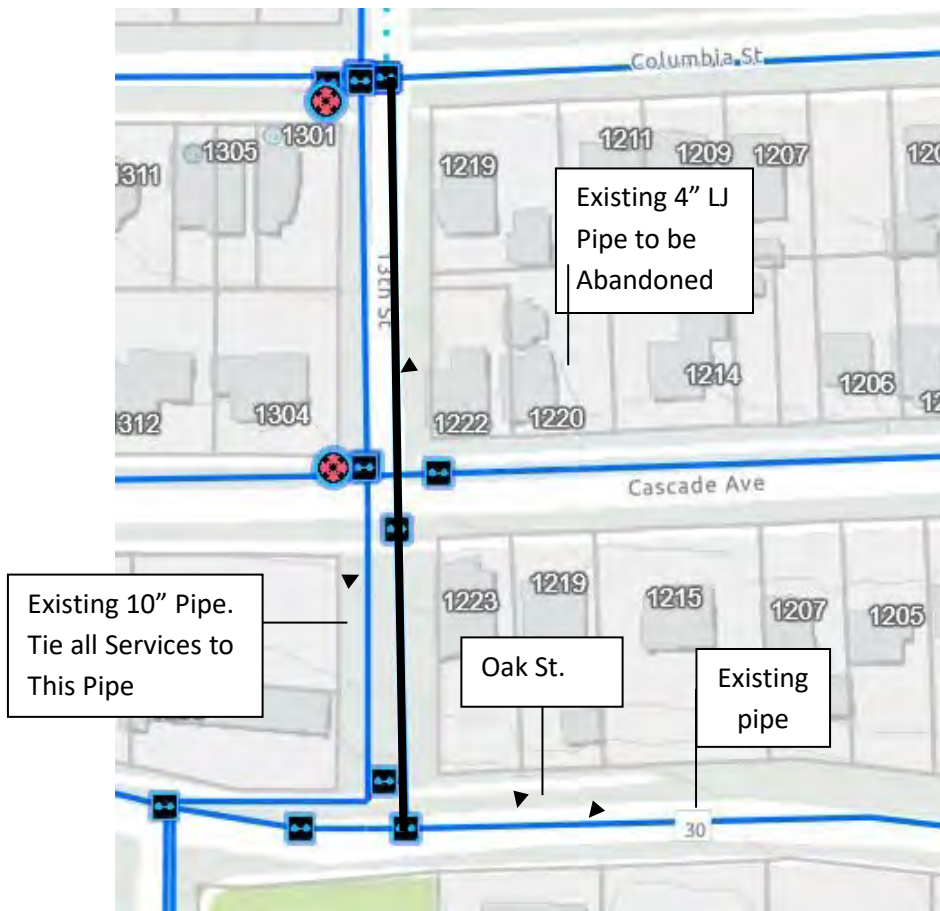 Columbia St
1301
1305
1311
1219
1211
1209
1207
120
Existing 4” LJ
Pipe to be
Abandoned
13th St
1312
1304
1222
1220
1214
1206
12
Cascade Ave
1223
1219
1215
1207
1205
Existing 10” Pipe.
Tie all Services to
This Pipe
Oak St.
Existing
pipe
30